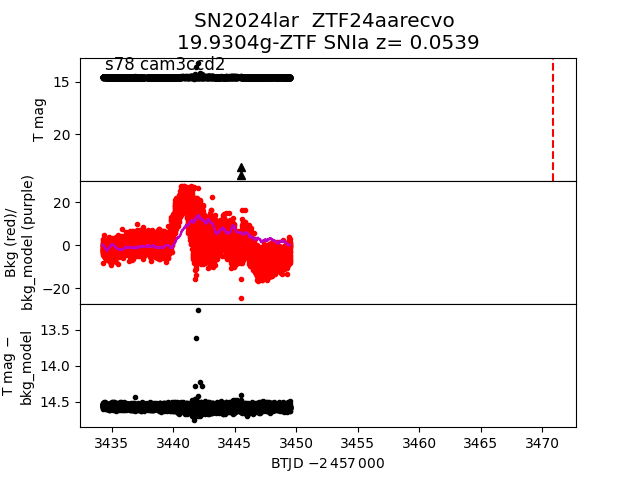 SN2024lar  ZTF24aarecvo
19.9304g-ZTF SNIa z= 0.0539
s78 cam3ccd2
15
20
T mag
20
0
−20
Bkg (red)/
bkg_model (purple)
13.5
14.0
14.5
T mag −
bkg_model
3435 3440 3445 3450 3455 3460 3465 3470
BTJD −2 457 000